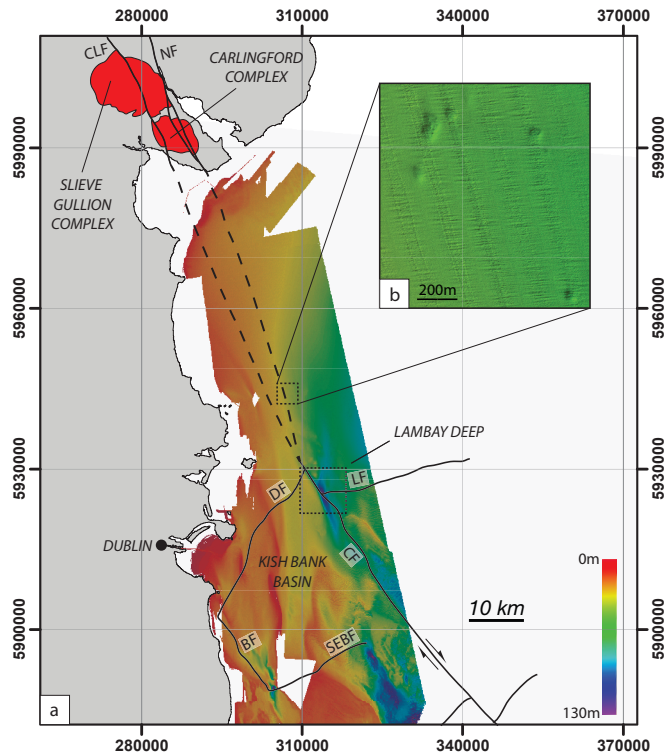 280000
310000
340000
370000
CLF
NF
CARLINGFORD
COMPLEX
5990000
5990000
SLIEVE
GULLION
COMPLEX
b
200m
5960000
5960000
LAMBAY DEEP
5930000
5930000
DF
LF
DUBLIN
KISH BANK
BASIN
CF
0m
10 km
5900000
5900000
BF
SEBF
a
130m
280000
310000
340000
370000